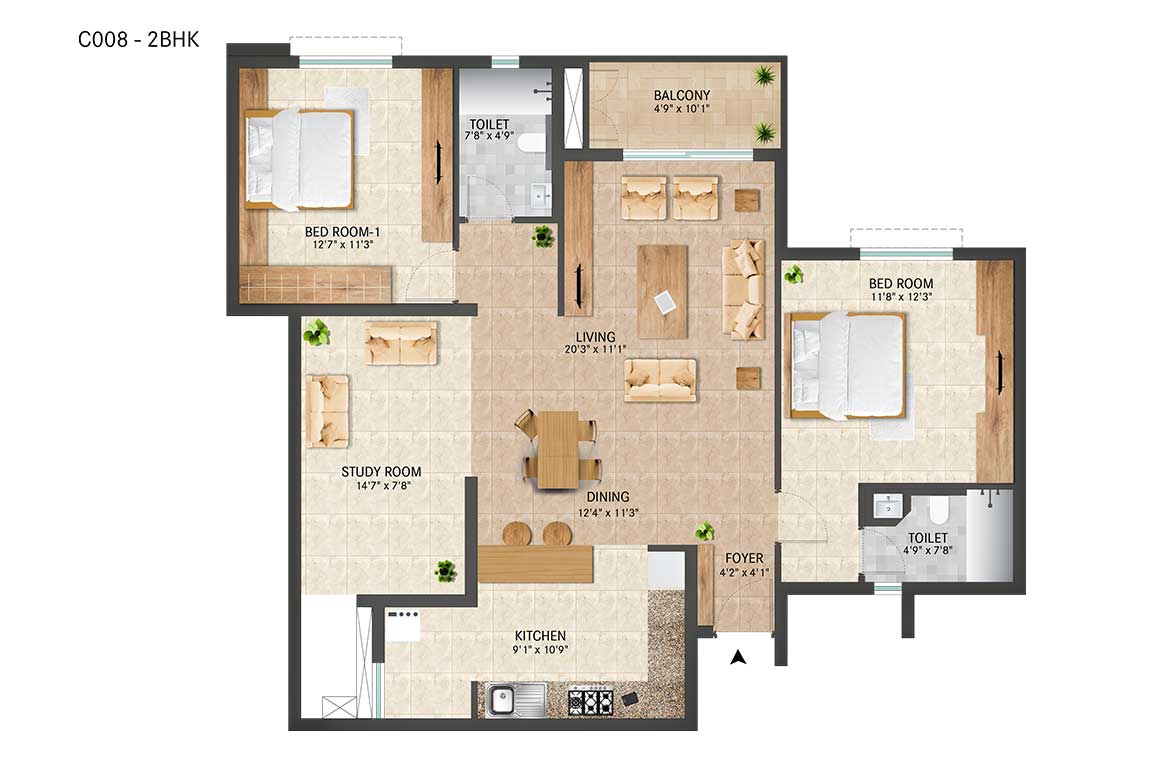 C008 - 2BHK
BALCONY
4'9" x 10'1"
TOILET
7'8" x 4'9"
BED ROOM-1
12'7" x 11'3"
BED ROOM
11'8" x 12'3"
LIVING
20'3" x 11'1"
STUDY ROOM
14'7" x 7'8"
DINING
12'4" x 11'3"
TOILET
4'9" x 7'8"
FOYER
4'2" x 4'1"
KITCHEN
9'1" x 10'9"